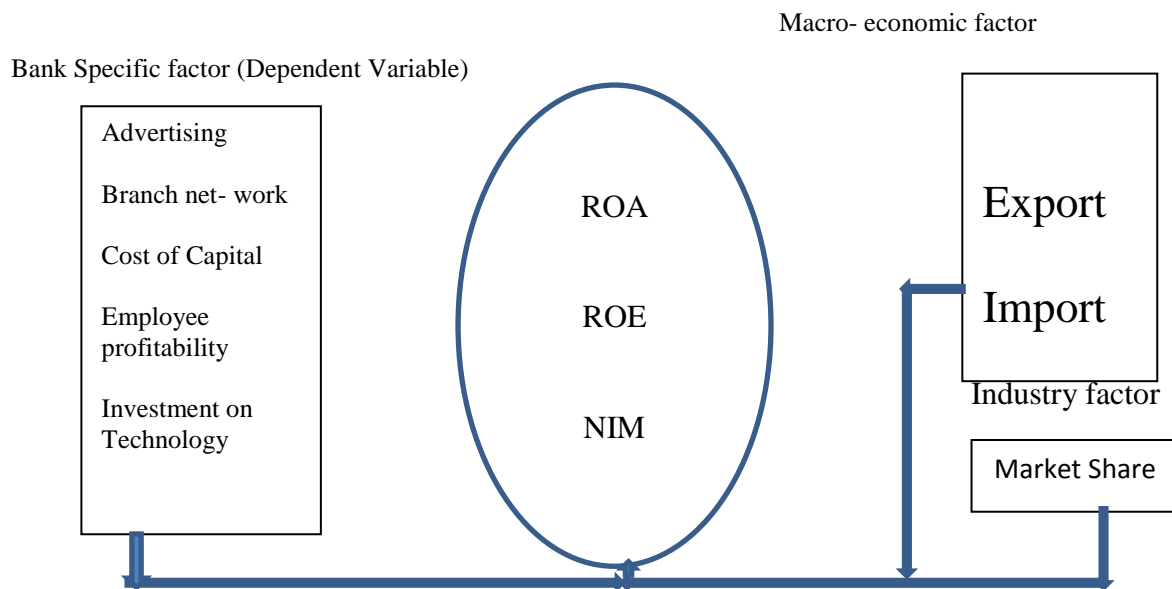 Macro- economic factor
Bank Specific factor (Dependent Variable)
Advertising
Branch net- work
Cost of Capital
Employee
profitability
Investment on
Technology
ROA
ROE
NIM
Export
Import
Industry factor
Market Share